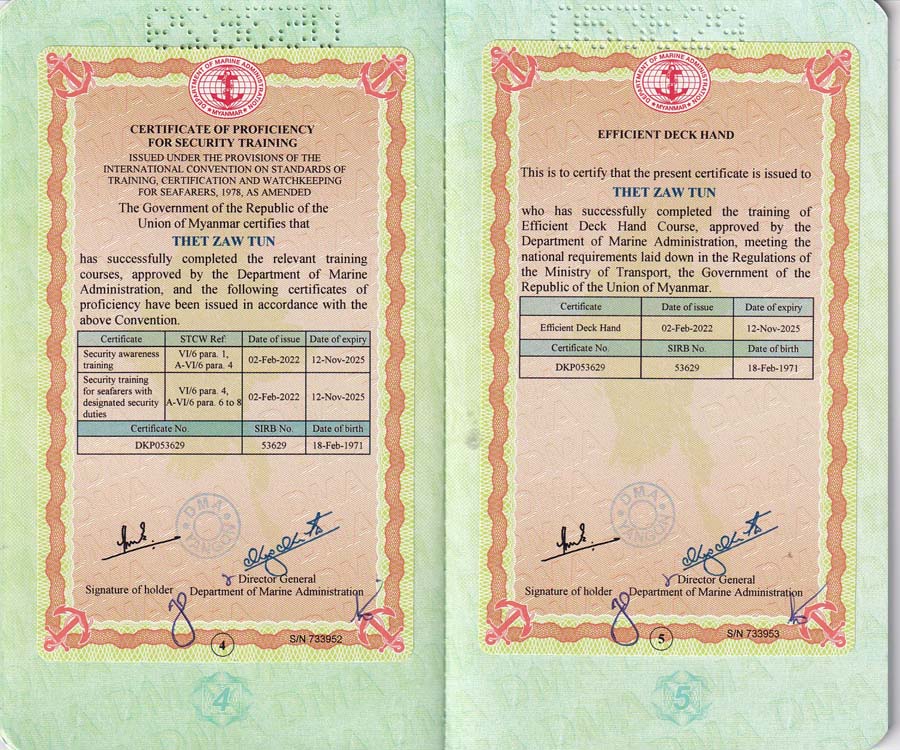 DEPARTMENT OF MARINE ADMINISTRATION
MYANMAR
CERTIFICATE OF PROFICIENCY
FOR SECURITY TRAINING
ISSUED UNDER THE PROVISIONS OF THE
INTERNATIONAL CONVENTION ON STANDARDS OF
TRAINING, CERTIFICATION AND WATCHKEEPING
FOR SEAFARERS, 1978, AS AMENDED
The Government of the Republic of the
Union of Myanmar certifies that
THET ZAW TUN
has successfully completed the relevant training
courses, approved by the Department of Marine
Administration, and the following certificates of
proficiency have been issued in accordance with the
above Convention.
Certificate STCW Ref. Date of issue Date of expiry
Security awareness VI/6 para. 1,
training A-VI/6 para. 4 02-Feb-2022 12-Nov-2025
Security training
for seafarers with VI/6 para. 4,
designated security A-VI/6 para. 6 to 8 02-Feb-2022 12-Nov-2025
duties
Certificate No. SIRB No. Date of birth
DKP053629 53629 18-Feb-1971
DMA
YANGON
Director General
Signature of holder Department of Marine Administration
4 S/N 733952
4
DEPARTMENT OF MARINE ADMINISTRATION
MYANMAR
EFFICIENT DECK HAND
This is to certify that the present certificate is issued to
THET ZAW TUN
who has successfully completed the training of
Efficient Deck Hand Course, approved by the
Department of Marine Administration, meeting the
national requirements laid down in the Regulations of
the Ministry of Transport, the Government of the
Republic of the Union of Myanmar.
Certificate Date of issue Date of expiry
Efficient Deck Hand 02-Feb-2022 12-Nov-2025
Certificate No. SIRB No. Date of birth
DKP053629 53629 18-Feb-1971
DMA
YANGON
Director General
Signature of holder Department of Marine Administration
5 S/N 733953
5